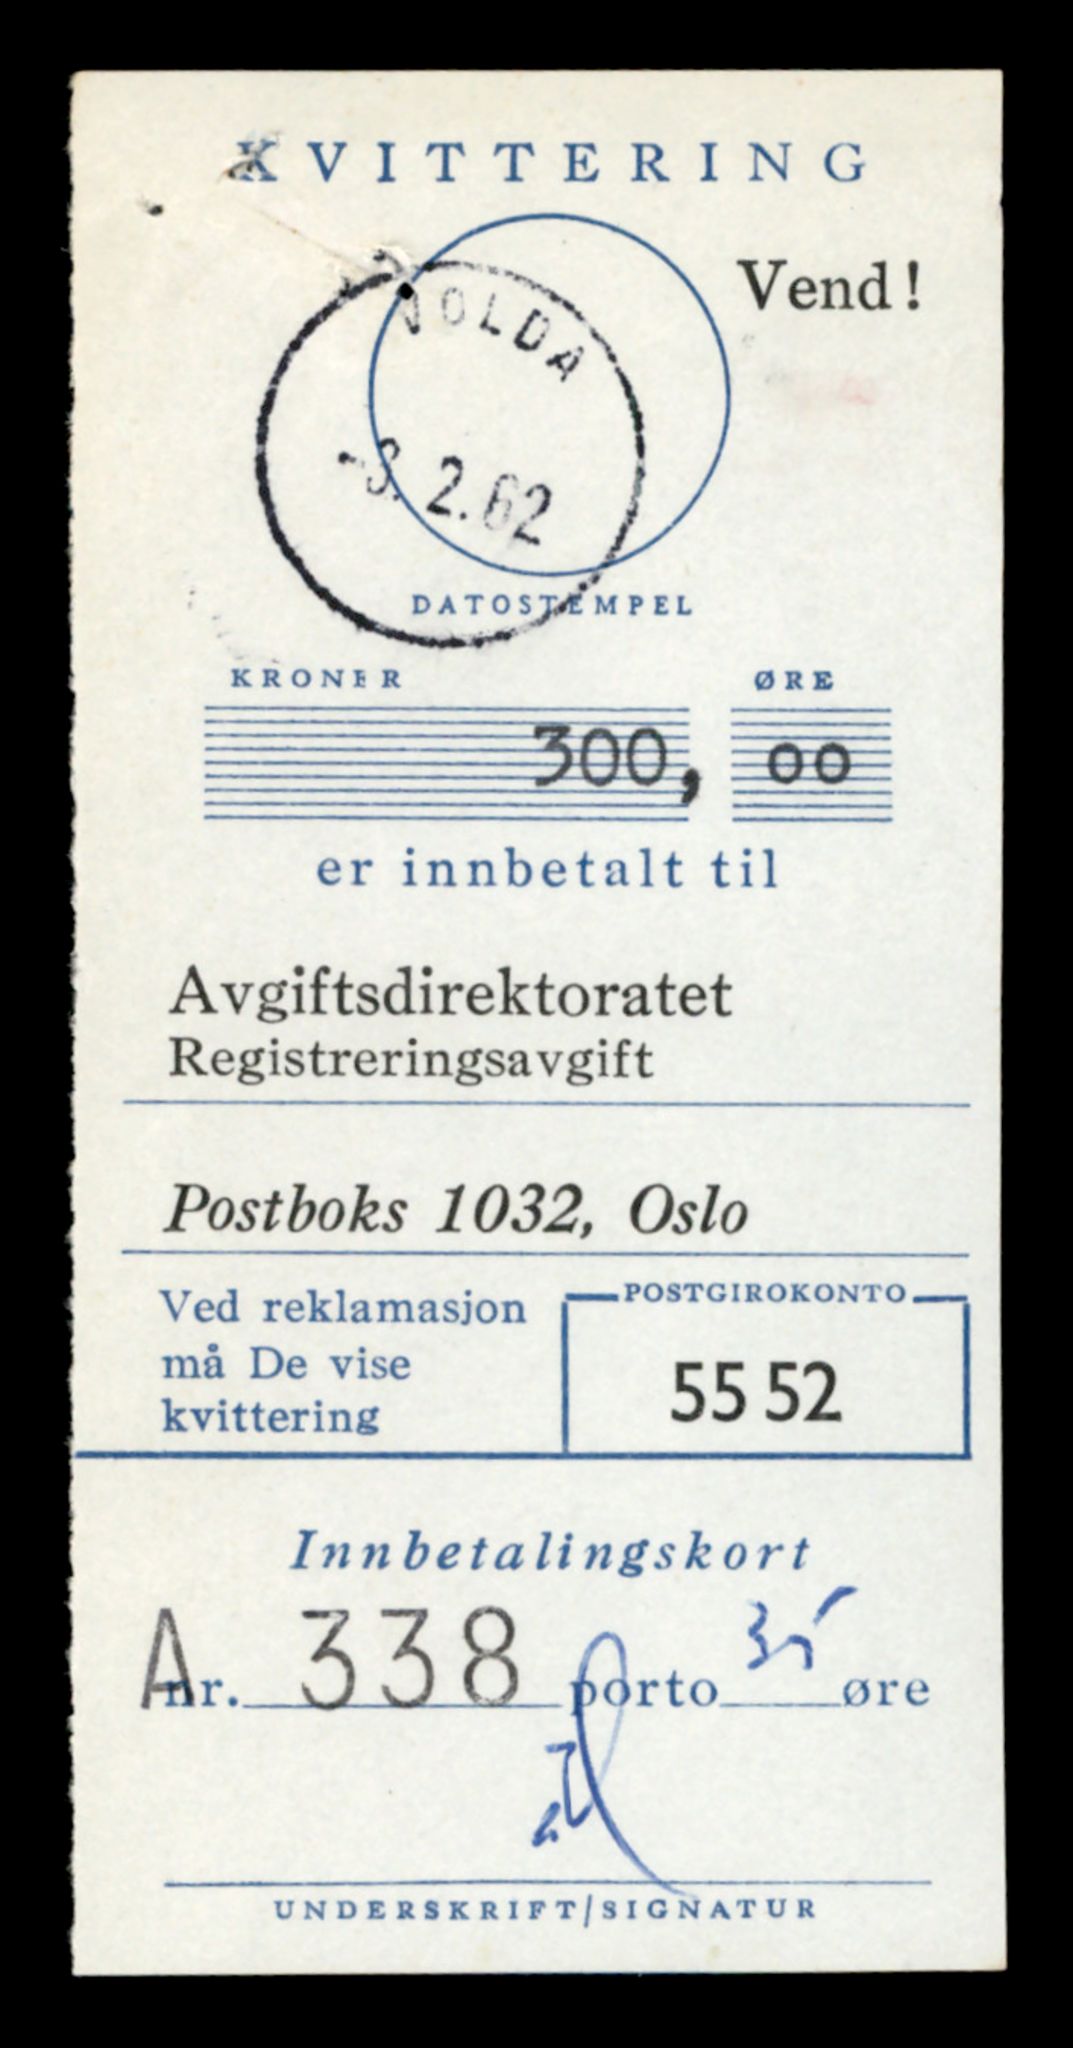 KVITTERING
Vend!
VOLDA
2.62
DATOSTEMPEL
KRONER ØRE
300, 00
er innbetalt til
Avgiftsdirektoratet
Registreringsavgift
Postboks 1032, Oslo
Ved reklamasjon
må De vise
kvittering
POSTGIROKONTO
55 52
Innbetalingskort
A nr. 338 porto 35 øre
UNDERSKRIFT/SIGNATUR